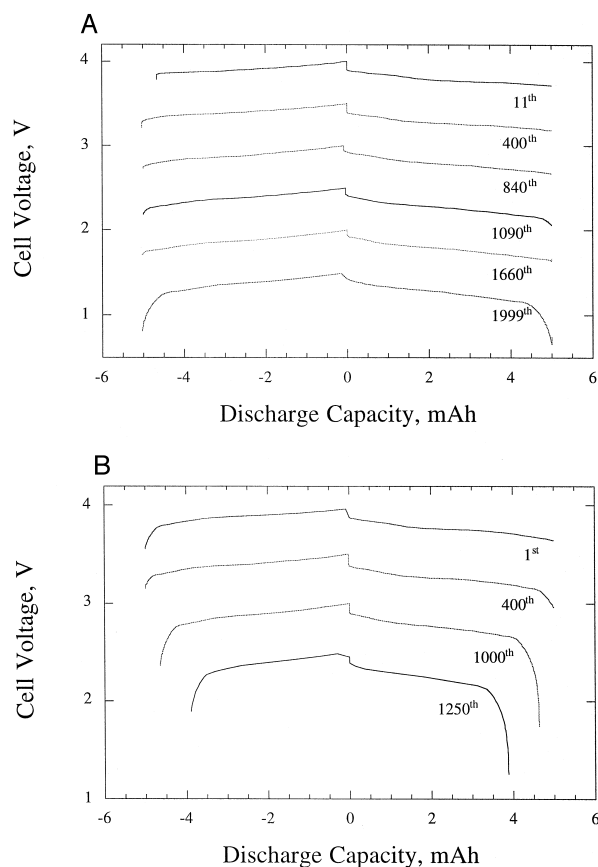 A
4
3
2
1
Cell Voltage, V
11th
400th
840th
1090th
1660th
1999th
-6 -4 -2 0 2 4 6
Discharge Capacity, mAh
B
4
3
2
1
Cell Voltage, V
1st
400th
1000th
1250th
-6 -4 -2 0 2 4 6
Discharge Capacity, mAh